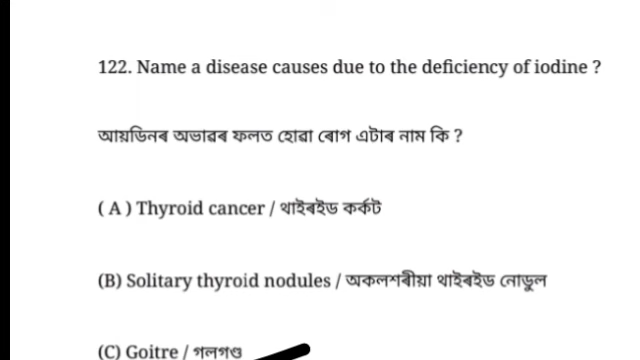 122. Name a disease causes due to the deficiency of iodine ?
আয়ডিনৰ অভাৱৰ ফলত হোৱা ৰোগ এটাৰ নাম কি ?
( A ) Thyroid cancer / থাইৰইড কৰ্কট
(B) Solitary thyroid nodules / অকলশৰীয়া থাইৰইড নোডুল
(C) Goitre / গলগণ্ড